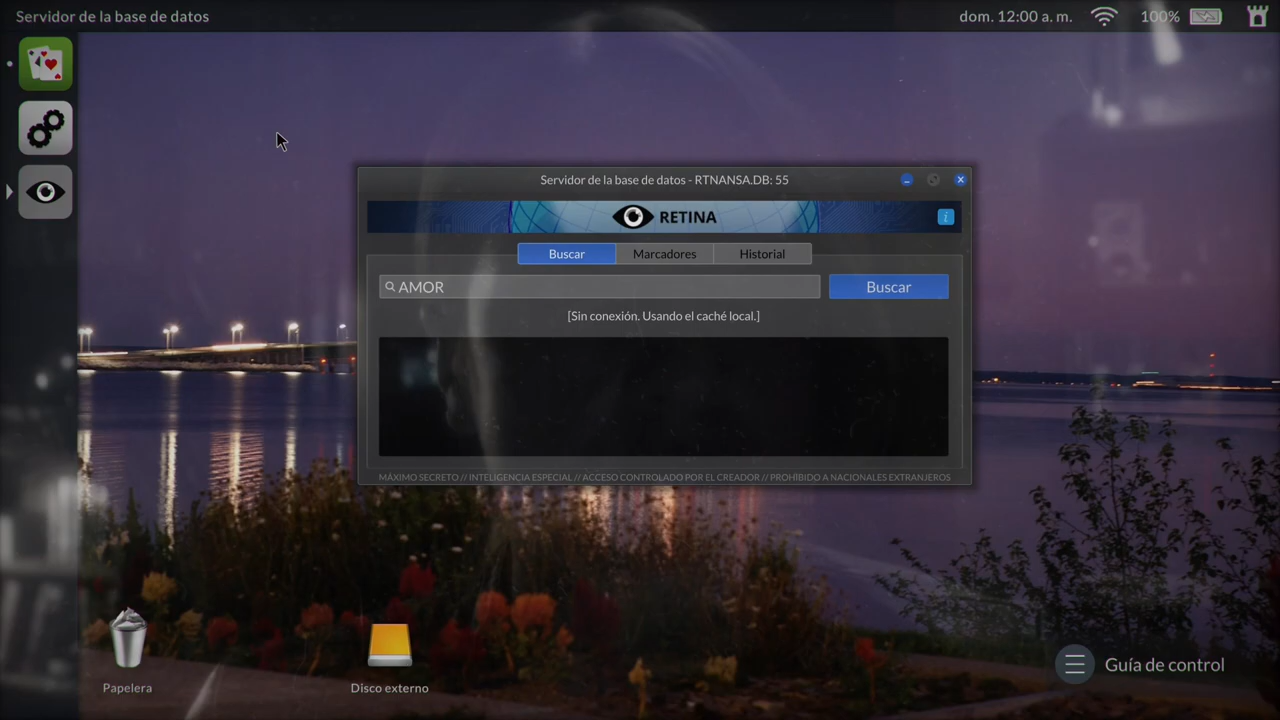 Servidor de la base de datos
dom. 12:00 a. m.
100%
Servidor de la base de datos - RTNANSA.DB: 55
RETINA
i
Buscar
Marcadores
Historial
AMOR
Buscar
[Sin conexión. Usando el caché local.]
MÁXIMO SECRETO // INTELIGENCIA ESPECIAL // ACCESO CONTROLADO POR EL CREADOR // PROHÍBIDO A NACIONALES EXTRANJEROS
Papelera
Disco externo
Guía de control